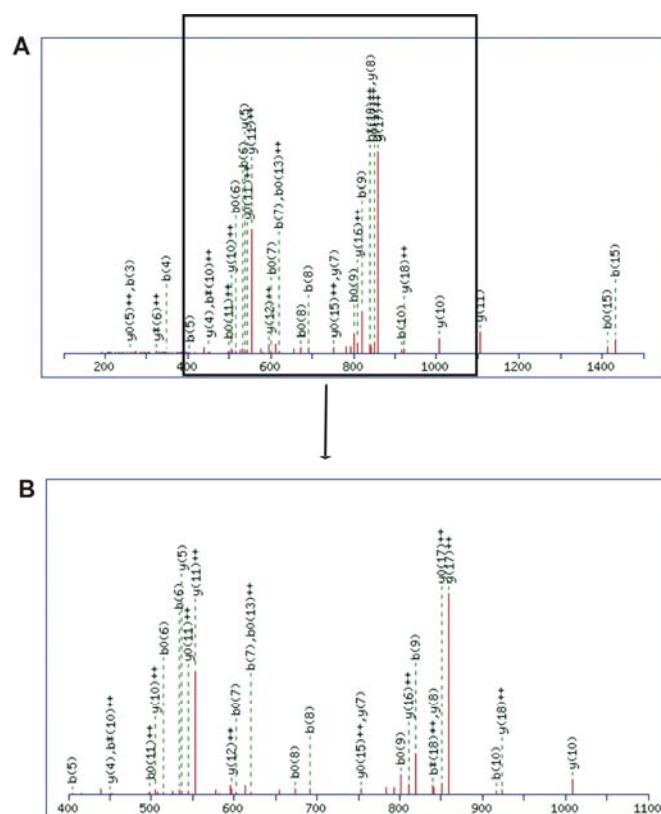 A
y0(5)++,b(3)
y*(6)++
b(4)
b(5)
y(4),b*(10)++
b0(11)++
y(10)++
b0(6)
b(6)
y(5)
y0(11)++
y(11)++
y(12)++
b0(7)
b(7),b0(13)++
b0(8)
b(8)
y0(15)++,y(7)
b0(9)
y(16)++
b(9)
b*(18)++,y(8)
y(17)++
b(10)
y(18)++
y(10)
y(11)
b0(15)
b(15)
200 400 600 800 1000 1200 1400
B
b(5)
y(4),b*(10)++
b0(11)++
y(10)++
b0(6)
b(6)
y(5)
y0(11)++
y(11)++
y(12)++
b0(7)
b(7),b0(13)++
b0(8)
b(8)
y0(15)++,y(7)
b0(9)
y(16)++
b(9)
b*(18)++,y(8)
y0(17)++
y(17)++
b(10)
y(18)++
y(10)
400 500 600 700 800 900 1000 1100